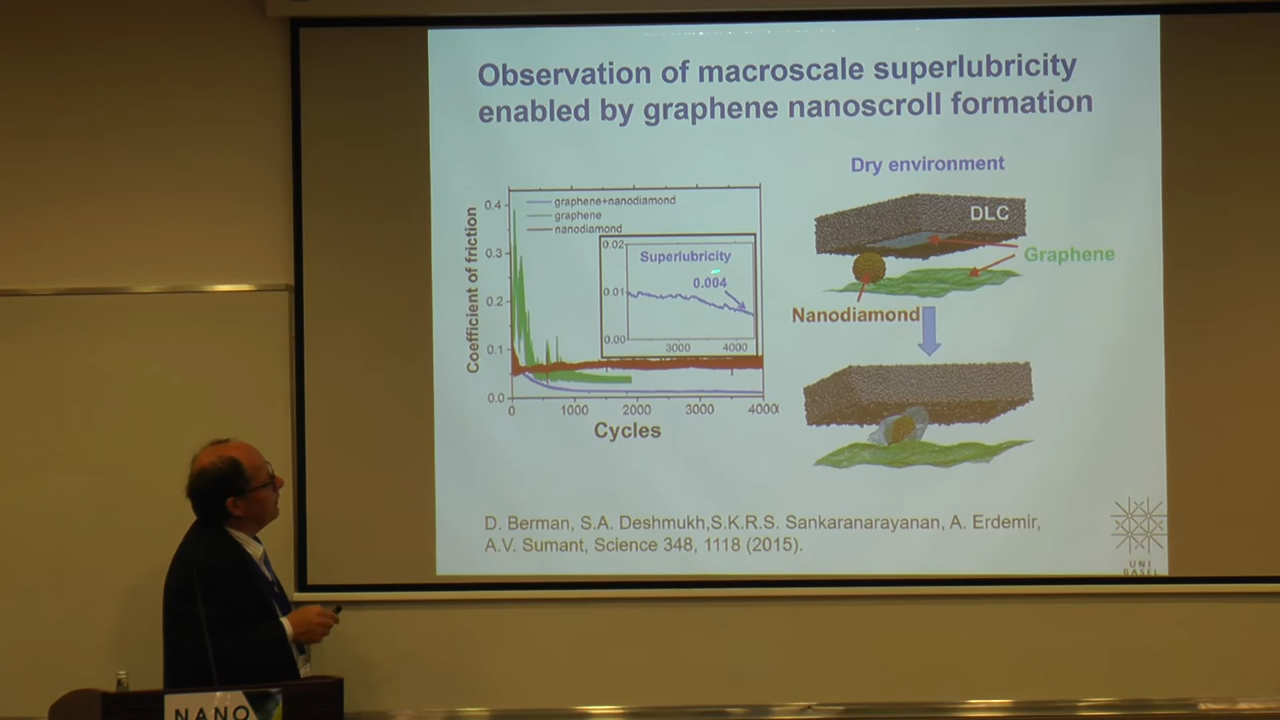 Observation of macroscale superlubricity
enabled by graphene nanoscroll formation
Dry environment
Coefficient of friction
0.4
0.3
0.2
0.1
0.0
graphene+nanodiamond
graphene
nanodiamond
0.02
0.01
0.00
Superlubricity
0.004
3000
4000
0
1000
2000
3000
4000
Cycles
DLC
Graphene
Nanodiamond
D. Berman, S.A. Deshmukh,S.K.R.S. Sankaranarayanan, A. Erdemir,
A.V. Sumant, Science 348, 1118 (2015).
UNI
BASEL
NANO